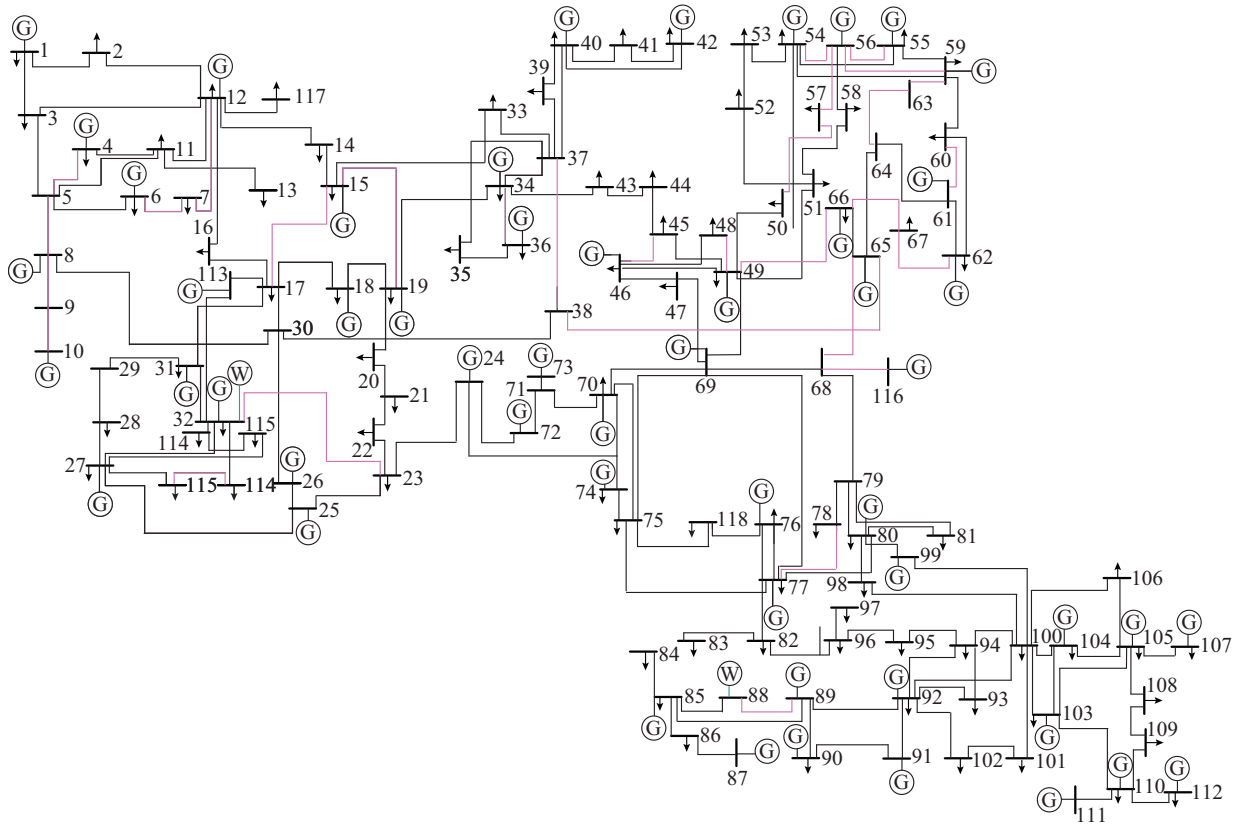 G G G G G G
1 2 40 41 42 53 54 56 55 59
G G
12 117 39 57 58 63
3 G G 33 52
4 11 14 37 64 60
G G G
5 6 7 13 15 34 43 44 66 51 61
16 G G 45 48 50 67
8 113 36 35 49 65 62
G G 17 18 19 G 46 47 G G G G
9 30 G G 38
10 29 31 G 24 G 69 68 116 G
G G G W 20 G 73 70
28 32 21 71 G 72 G
114 115 22
27 G 26 23 G 74 79
G 115 114 25 75 118 G 76 78 G
G 80 81
99
77 98 G 106
G 97 G G G
84 83 82 96 95 94 100 104 105 107
W G G
85 88 89 92 93 108
G 86 G G 103 109
87 90 91 102 101 G G
G 110 112
G 111